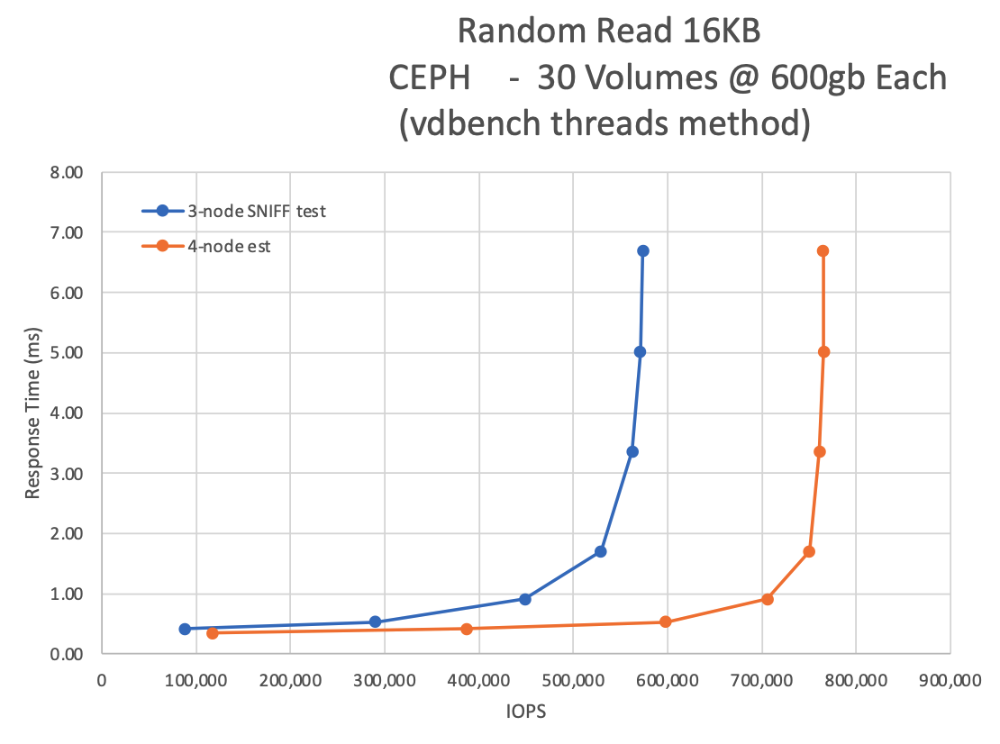 Random Read 16KB
CEPH - 30 Volumes @ 600gb Each
(vdbench threads method)
8.00
7.00
6.00
5.00
4.00
3.00
2.00
1.00
0.00
Response Time (ms)
3-node SNIFF test
4-node est
0 100,000 200,000 300,000 400,000 500,000 600,000 700,000 800,000 900,000
IOPS